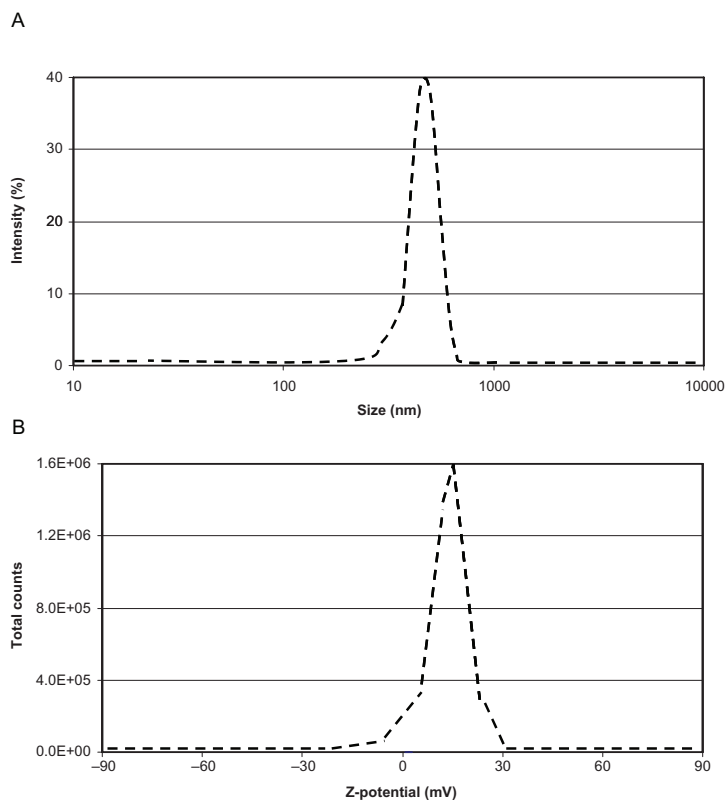 A
40
30
20
10
0
Intensity (%)
10 100 1000 10000
Size (nm)
B
1.6E+06
1.2E+06
8.0E+05
4.0E+05
0.0E+00
Total counts
–90 –60 –30 0 30 60 90
Z-potential (mV)